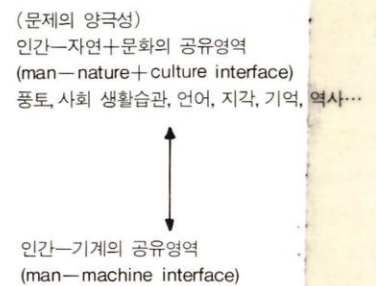 (문제의 양극성)
인간—자연+문화의 공유영역
(man—nature+culture interface)
풍토, 사회 생활습관, 언어, 지각, 기억, 역사…
인간—기계의 공유영역
(man—machine interface)